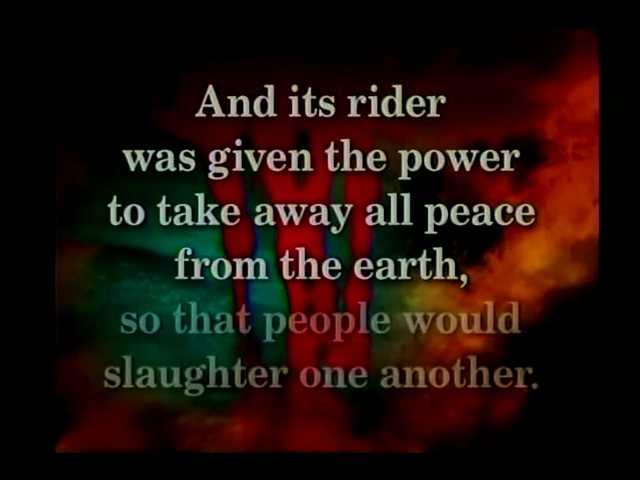 And its rider
was given the power
to take away all peace
from the earth,
so that people would
slaughter one another.